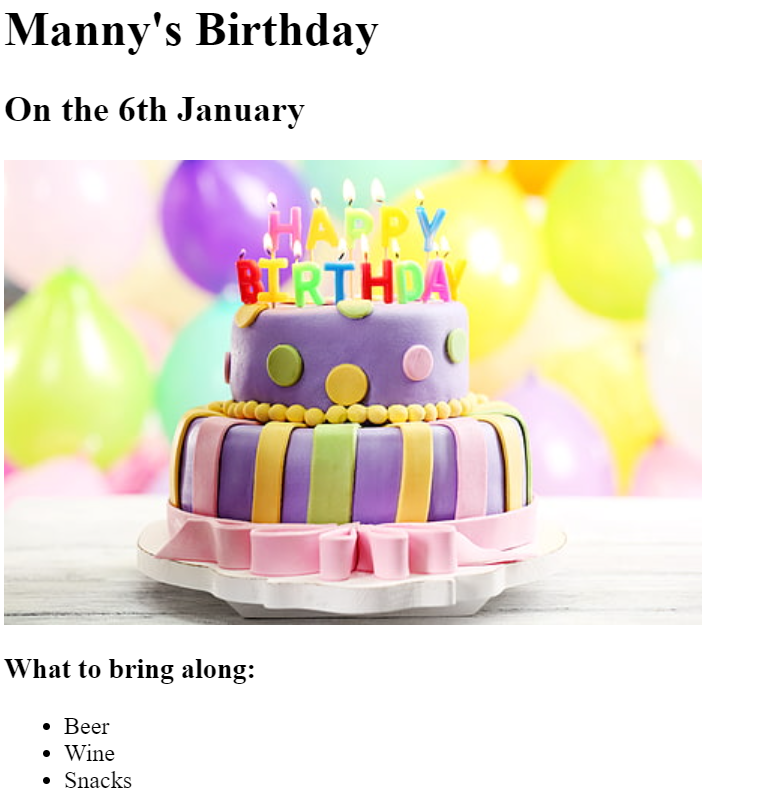 Manny's Birthday
On the 6th January
HAPPY
BIRTHDAY
What to bring along:
Beer
Wine
Snacks